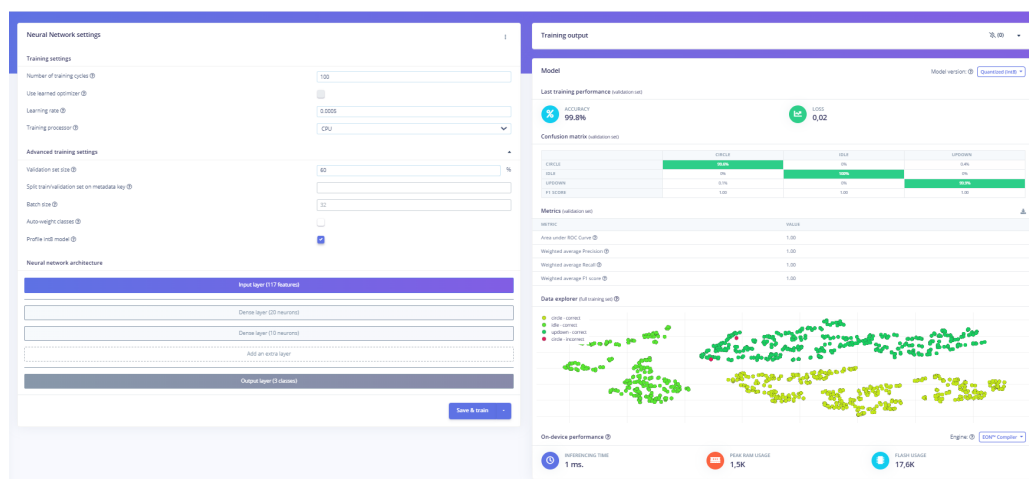 Neural Network settings
Training settings
Number of training cycles
100
Use learned optimizer
Learning rate
0.0005
Training processor
CPU
Advanced training settings
Validation set size
60
%
Split train/validation set on metadata key
Batch size
32
Auto-weight classes
Profile int8 model
Neural network architecture
Input layer (117 features)
Dense layer (20 neurons)
Dense layer (10 neurons)
Add an extra layer
Output layer (3 classes)
Save & train
Training output
(0)
Model
Model version: Quantized (int8)
Last training performance (validation set)
ACCURACY
99.8%
LOSS
0,02
Confusion matrix (validation set)
CIRCLE IDLE UPDOWN
CIRCLE 99.6% 0% 0.4%
IDLE 0% 100% 0%
UPDOWN 0.1% 0% 99.9%
F1 SCORE 1.00 1.00 1.00
Metrics (validation set)
METRIC VALUE
Area under ROC Curve 1.00
Weighted average Precision 1.00
Weighted average Recall 1.00
Weighted average F1 score 1.00
Data explorer (full training set)
circle - correct
idle - correct
updown - correct
circle - incorrect
On-device performance
Engine: EON™ Compiler
INFERENCING TIME
1 ms.
PEAK RAM USAGE
1,5K
FLASH USAGE
17,6K